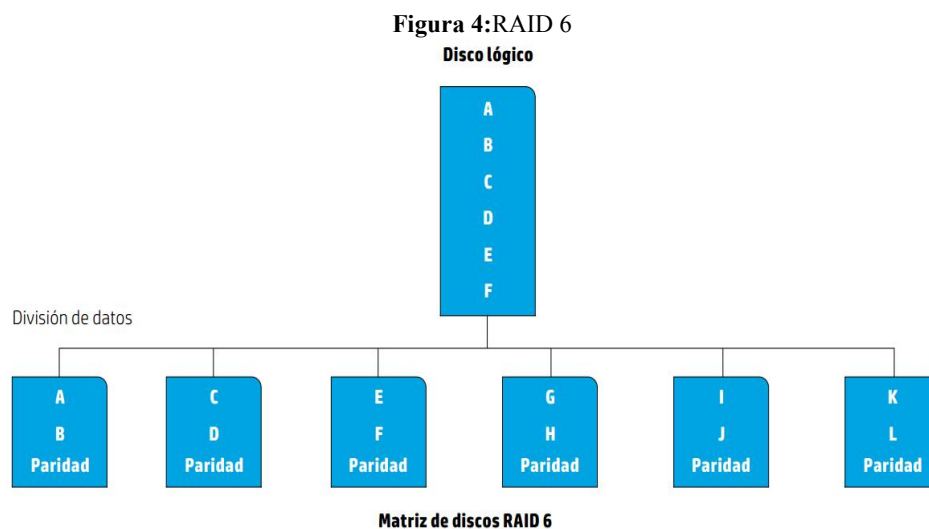 Figura 4:RAID 6
Disco lógico
A
B
C
D
E
F
División de datos
A C E G I K
B D F H J L
Paridad Paridad Paridad Paridad Paridad Paridad
Matriz de discos RAID 6